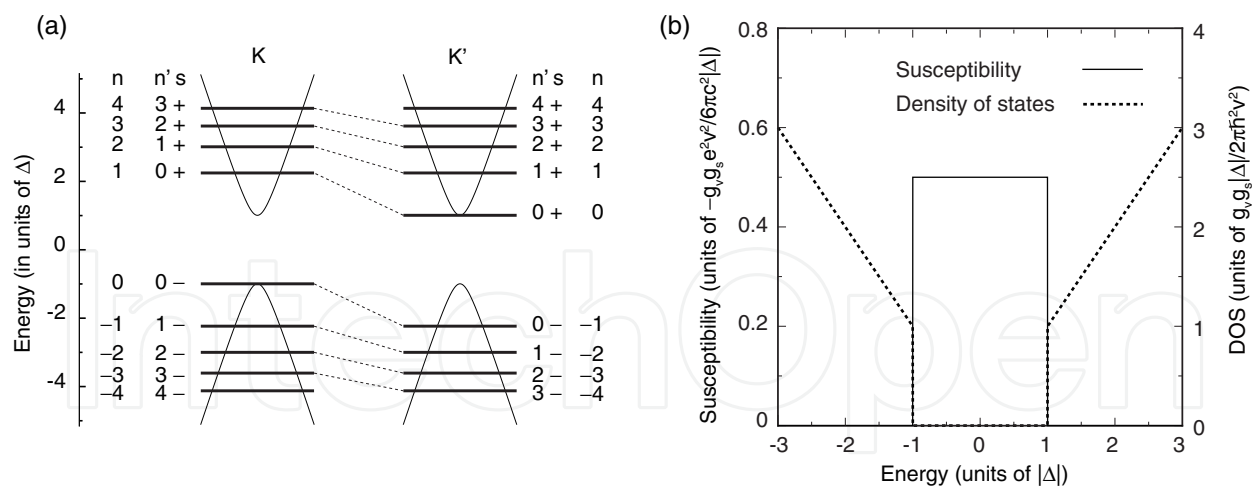 (a)
K K'
n n' s n' s n
4 3 + 4 + 4
3 2 + 3 + 3
2 1 + 2 + 2
1 0 + 1 + 1
0 + 0
0 0 –
–1 1 – 0 – –1
–2 2 – 1 – –2
–3 3 – 2 – –3
–4 4 – 3 – –4
4
2
0
-2
-4
Energy (in units of Δ)
(b)
Susceptibility
Density of states
0.8
0.6
0.4
0.2
0
Susceptibility (units of −gᵥgₛe²v²/6πc²|Δ|)
4
3
2
1
0
DOS (units of gᵥgₛ|Δ|/2πħ²v²)
-3 -2 -1 0 1 2 3
Energy (units of |Δ|)
IntechOpen